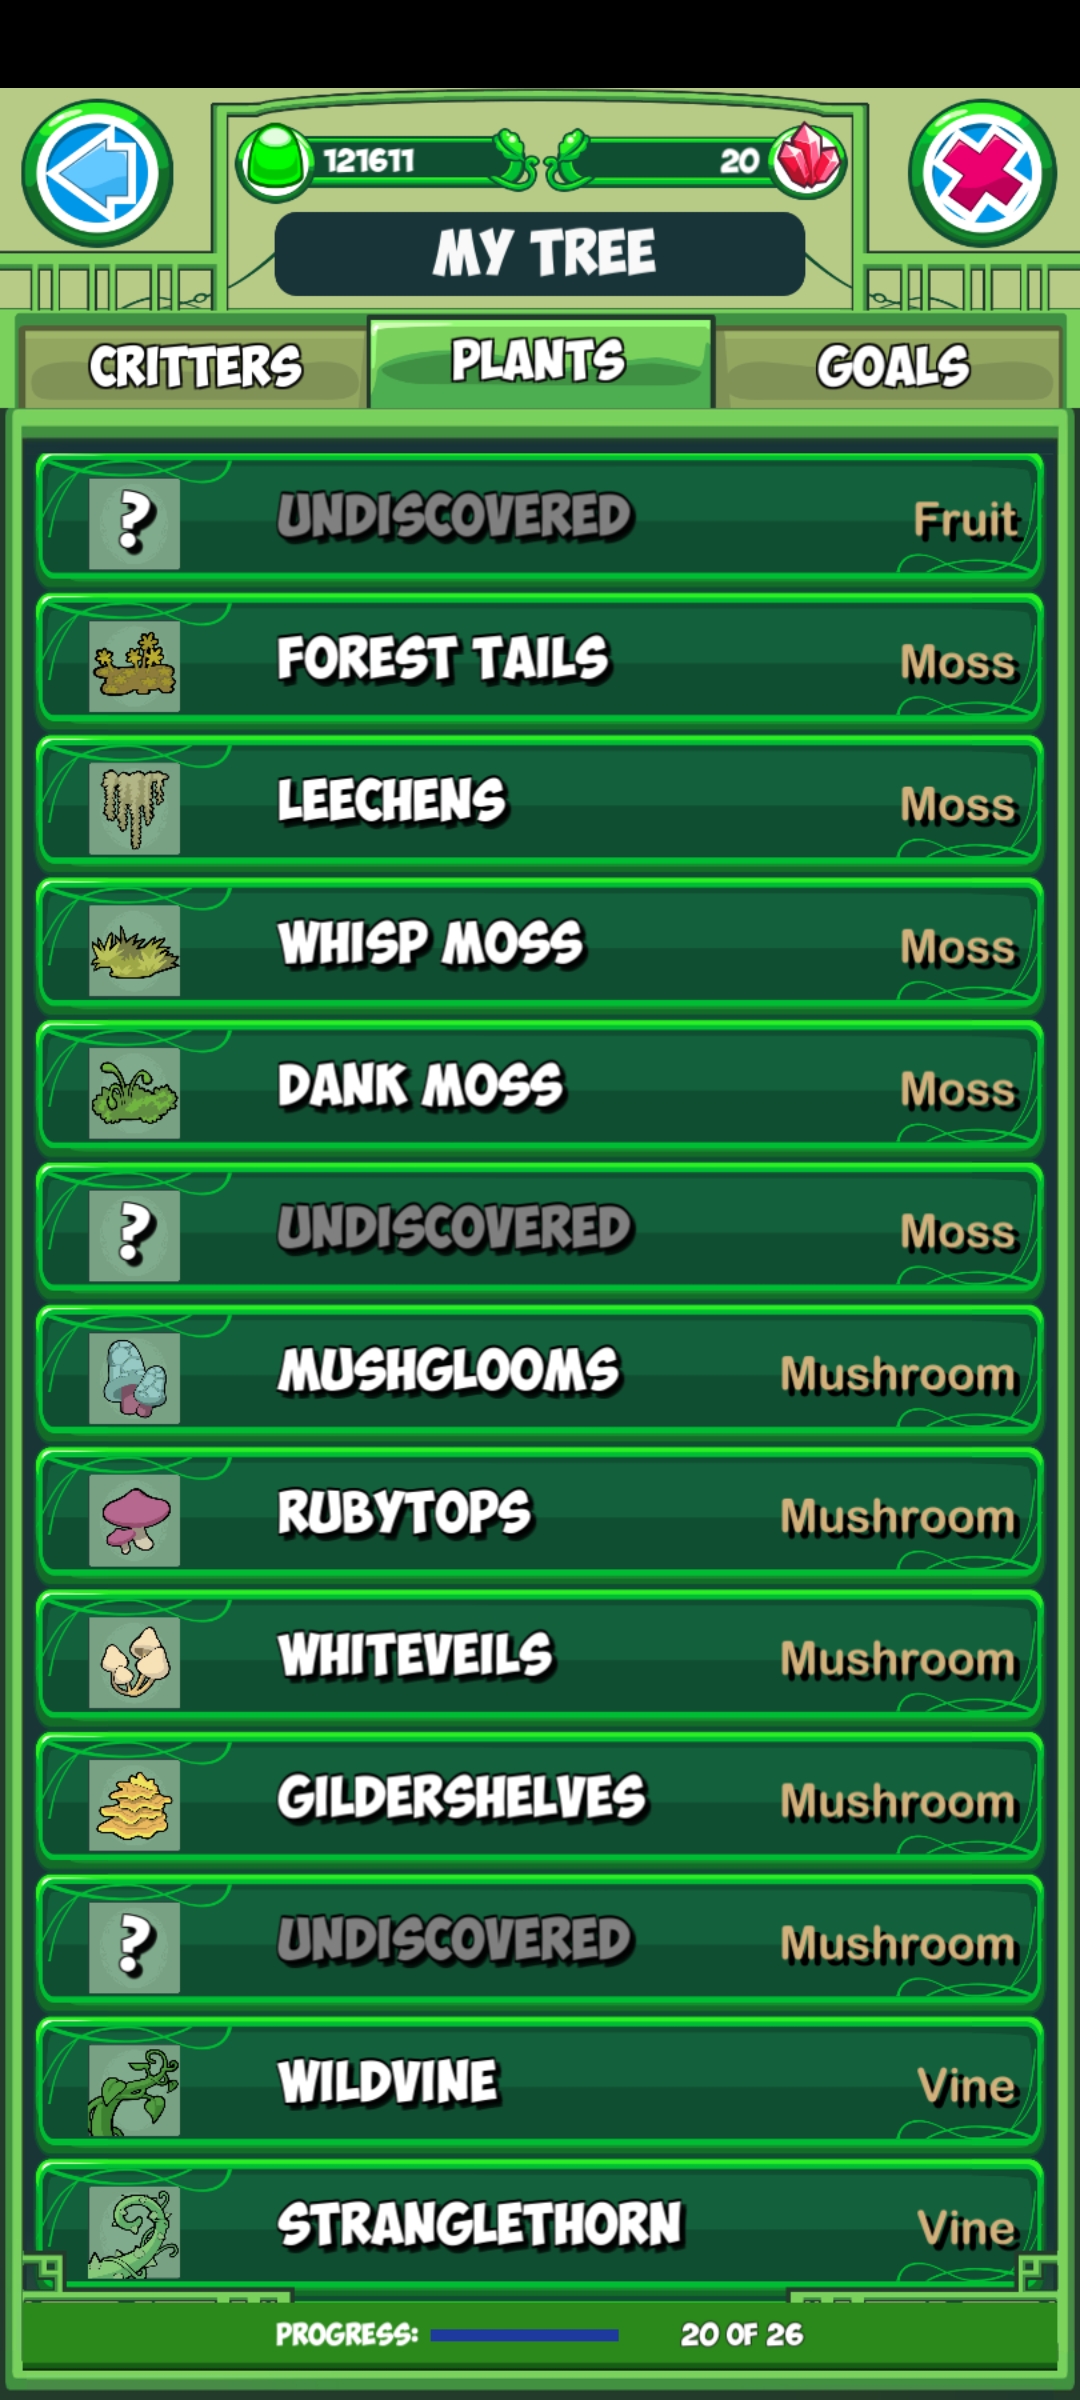 121611
20
MY TREE
CRITTERS
PLANTS
GOALS
? UNDISCOVERED Fruit
FOREST TAILS Moss
LEECHENS Moss
WHISP MOSS Moss
DANK MOSS Moss
? UNDISCOVERED Moss
MUSHGLOOMS Mushroom
RUBYTOPS Mushroom
WHITEVEILS Mushroom
GILDERSHELVES Mushroom
? UNDISCOVERED Mushroom
WILDVINE Vine
STRANGLETHORN Vine
PROGRESS: 20 OF 26